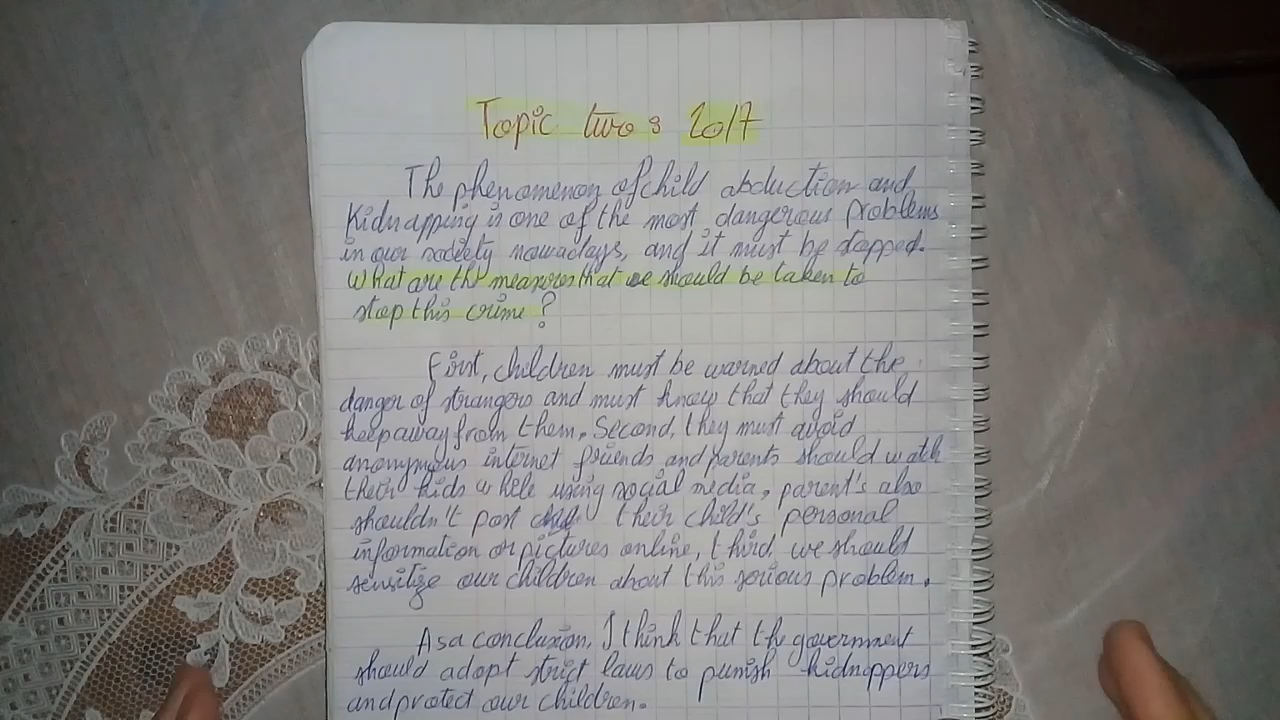 Topic two : 2017
The phenomenon of child abduction and
Kidnapping is one of the most dangerous problems
in our society nowadays, and it must be stopped.
What are the measures that we should be taken to
stop this crime ?
First, children must be warned about the
danger of strangers and must know that they should
keep away from them. Second, they must avoid
anonymous internet friends and parents should watch
their kids while using social media, parent's also
shouldn't post their child's personal
information or pictures online, third, we should
sensitize our children about this serious problem.
As a conclusion, I think that the government
should adopt strict laws to punish kidnappers
and protect our children.